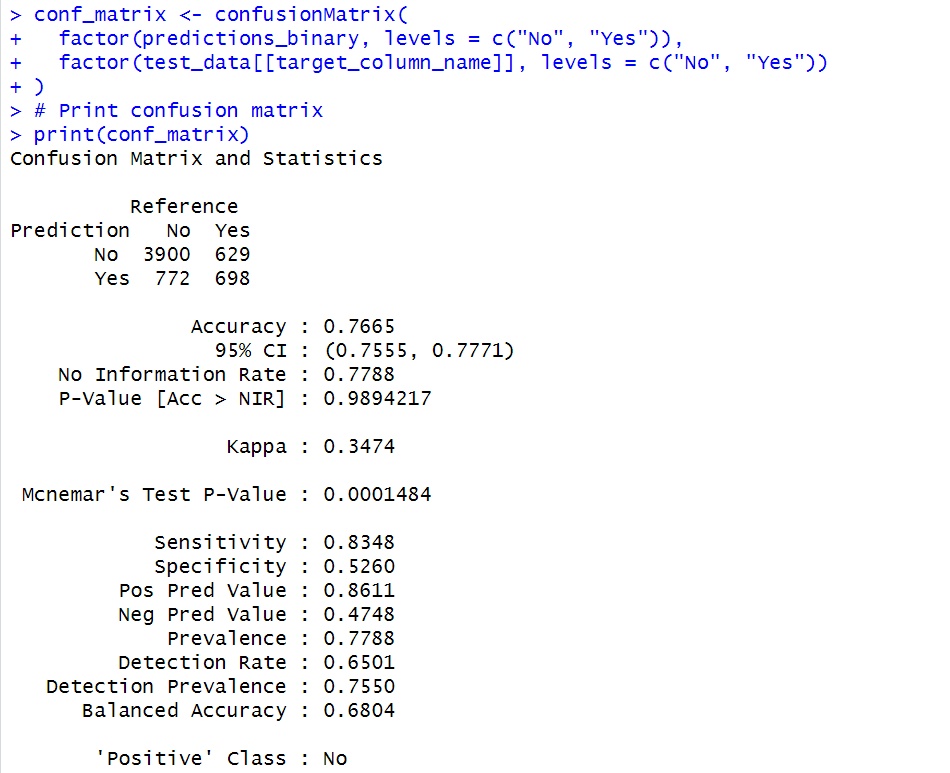 > conf_matrix <- confusionMatrix(
+   factor(predictions_binary, levels = c("No", "Yes")),
+   factor(test_data[[target_column_name]], levels = c("No", "Yes"))
+ )
> # Print confusion matrix
> print(conf_matrix)
Confusion Matrix and Statistics

          Reference
Prediction   No  Yes
       No  3900  629
       Yes  772  698

               Accuracy : 0.7665
                 95% CI : (0.7555, 0.7771)
    No Information Rate : 0.7788
    P-Value [Acc > NIR] : 0.9894217

                  Kappa : 0.3474

 Mcnemar's Test P-Value : 0.0001484

            Sensitivity : 0.8348
            Specificity : 0.5260
         Pos Pred Value : 0.8611
         Neg Pred Value : 0.4748
             Prevalence : 0.7788
         Detection Rate : 0.6501
   Detection Prevalence : 0.7550
      Balanced Accuracy : 0.6804

       'Positive' Class : No